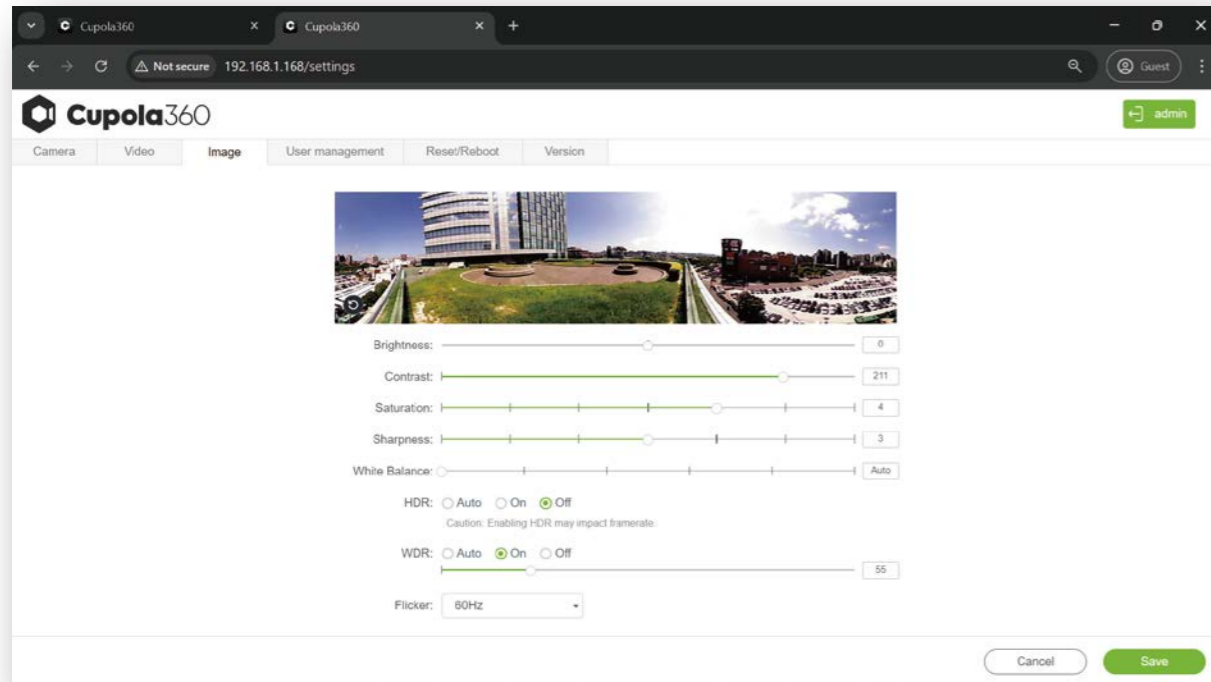 Cupola360
Cupola360
Not secure 192.168.1.168/settings
Guest
Cupola360
admin
Camera Video Image User management Reset/Reboot Version
Brightness: 0
Contrast: 211
Saturation: 4
Sharpness: 3
White Balance: Auto
HDR: Auto On Off
Caution: Enabling HDR may impact framerate.
WDR: Auto On Off
55
Flicker: 60Hz
Cancel Save